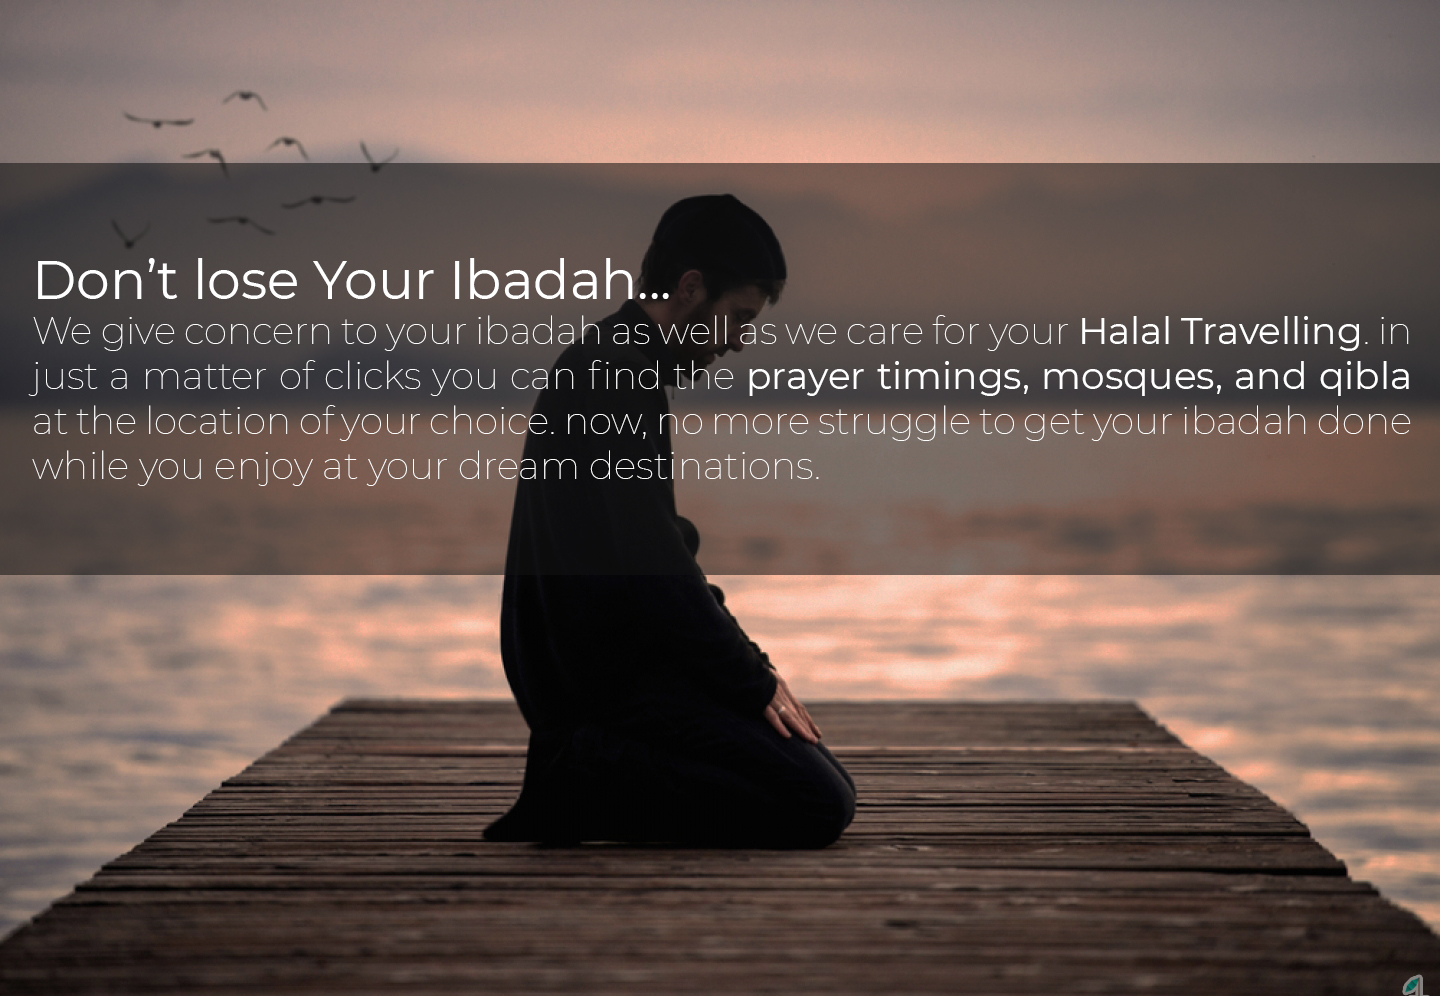 Don’t lose Your Ibadah...
We give concern to your ibadah as well as we care for your Halal Travelling. in
just a matter of clicks you can find the prayer timings, mosques, and qibla
at the location of your choice. now, no more struggle to get your ibadah done
while you enjoy at your dream destinations.